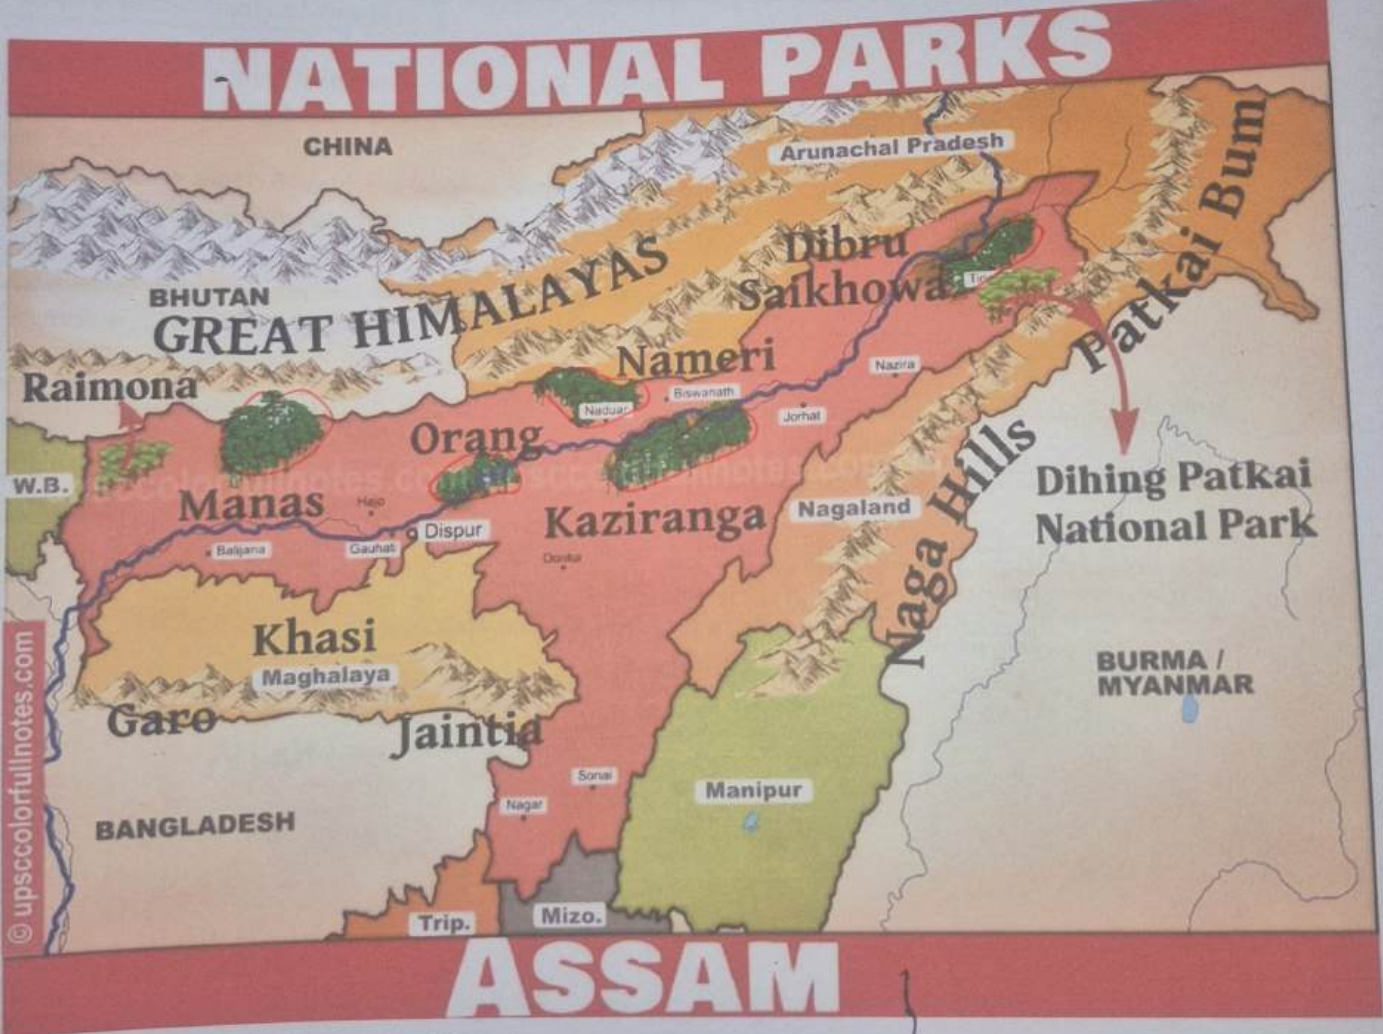 NATIONAL PARKS
CHINA
Arunachal Pradesh
Patkai Bum
BHUTAN
GREAT HIMALAYAS
Dibru
Saikhowa
Raimona
Nameri
Naduar
Biswanath
Nazira
Jorhat
Orang
W.B.
Manas
Hajo
Kaziranga
Nagaland
Naga Hills
Dihing Patkai
National Park
Balijana
Gauhati
Dispur
Khasi
Maghalaya
Garo
Jaintia
BURMA /
MYANMAR
Sonai
Nagar
Manipur
BANGLADESH
Trip.
Mizo.
© upsccolorfullnotes.com
ASSAM